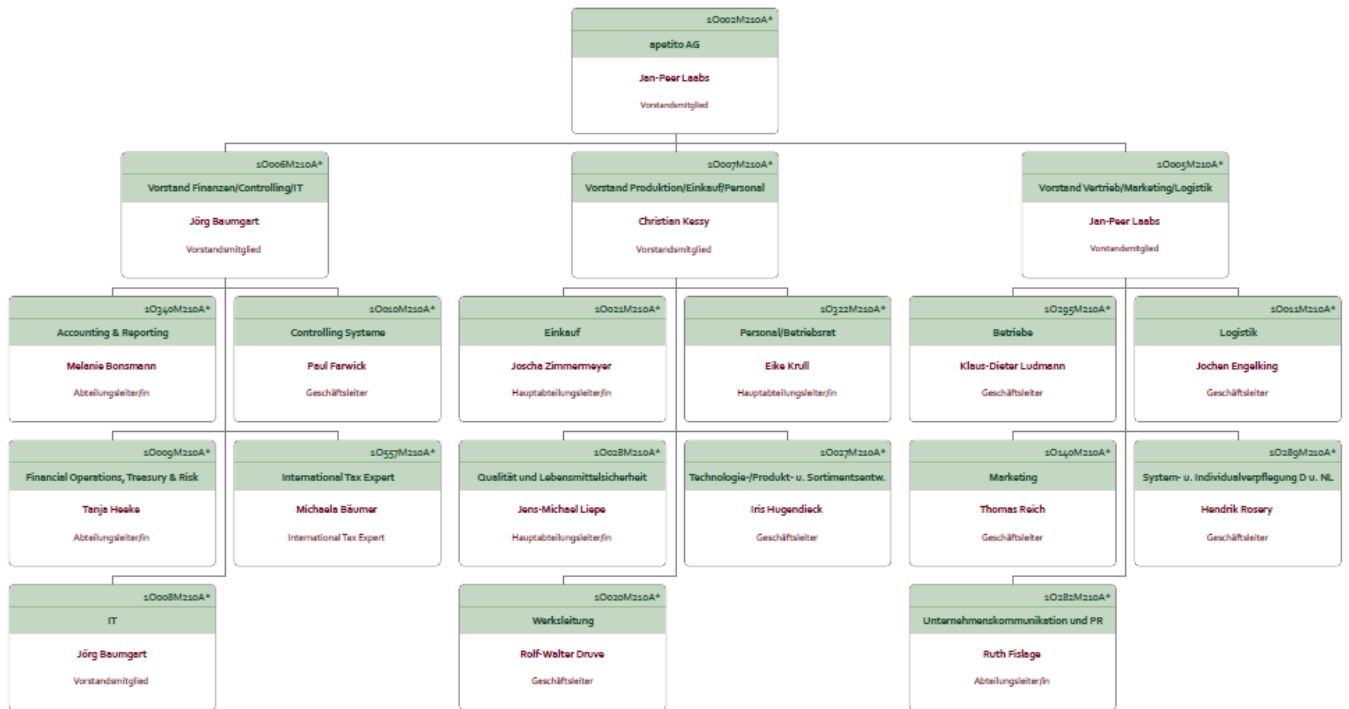 1O002M210A*
apetito AG
Jan-Peer Laabs
Vorstandsmitglied
1O006M210A*
Vorstand Finanzen/Controlling/IT
Jörg Baumgart
Vorstandsmitglied
1O007M210A*
Vorstand Produktion/Einkauf/Personal
Christian Kessy
Vorstandsmitglied
1O005M210A*
Vorstand Vertrieb/Marketing/Logistik
Jan-Peer Laabs
Vorstandsmitglied
1O340M210A*
Accounting & Reporting
Melanie Bonsmann
Abteilungsleiter/in
1O010M210A*
Controlling Systeme
Paul Farwick
Geschäftsleiter
1O021M210A*
Einkauf
Joscha Zimmermeyer
Hauptabteilungsleiter/in
1O322M210A*
Personal/Betriebsrat
Eike Krull
Hauptabteilungsleiter/in
1O295M210A*
Betriebe
Klaus-Dieter Ludmann
Geschäftsleiter
1O011M210A*
Logistik
Jochen Engelking
Geschäftsleiter
1O009M210A*
Financial Operations, Treasury & Risk
Tanja Heeke
Abteilungsleiter/in
1O557M210A*
International Tax Expert
Michaela Bäumer
International Tax Expert
1O028M210A*
Qualität und Lebensmittelsicherheit
Jens-Michael Liepe
Hauptabteilungsleiter/in
1O027M210A*
Technologie-/Produkt- u. Sortimentsentw.
Iris Hugendieck
Geschäftsleiter
1O140M210A*
Marketing
Thomas Reich
Geschäftsleiter
1O289M210A*
System- u. Individualverpflegung D u. NL
Hendrik Rosery
Geschäftsleiter
1O008M210A*
IT
Jörg Baumgart
Vorstandsmitglied
1O020M210A*
Werksleitung
Rolf-Walter Druve
Geschäftsleiter
1O282M210A*
Unternehmenskommunikation und PR
Ruth Fislage
Abteilungsleiter/in